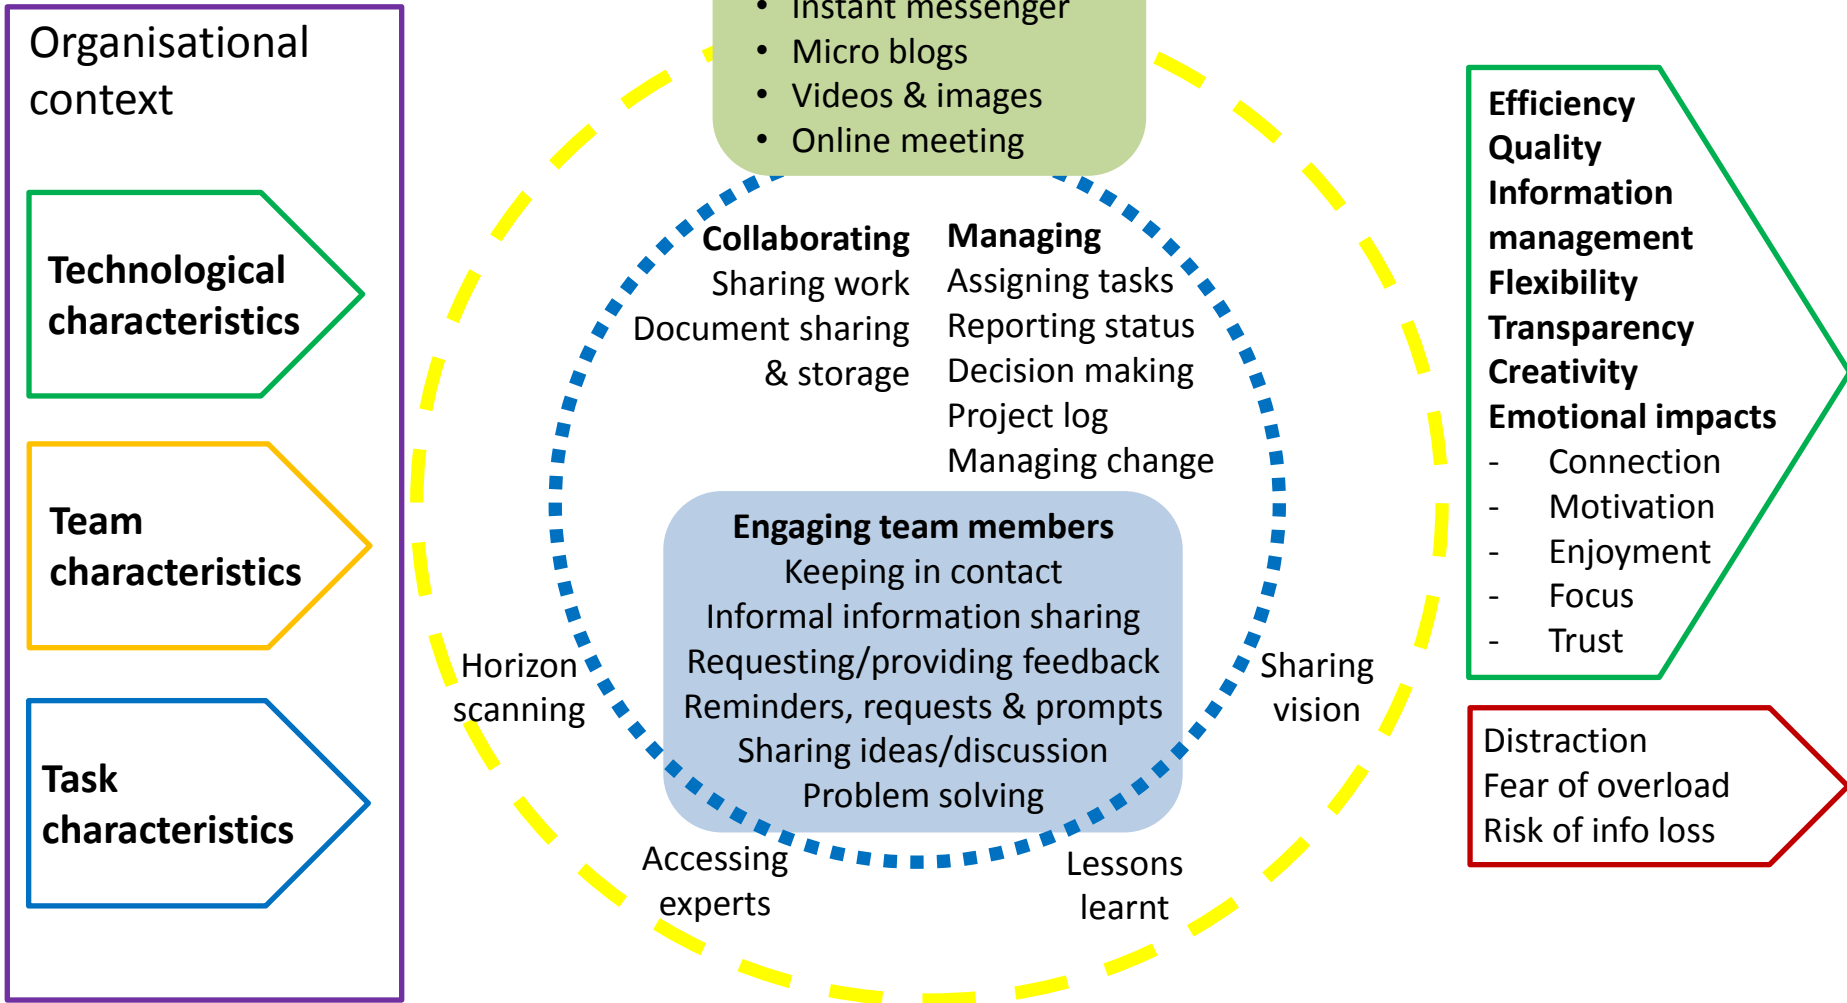 Organisational
context
Technological
characteristics
Team
characteristics
Task
characteristics
• Instant messenger
• Micro blogs
• Videos & images
• Online meeting
Collaborating
Sharing work
Document sharing
& storage
Managing
Assigning tasks
Reporting status
Decision making
Project log
Managing change
Engaging team members
Keeping in contact
Informal information sharing
Requesting/providing feedback
Reminders, requests & prompts
Sharing ideas/discussion
Problem solving
Horizon
scanning
Accessing
experts
Lessons
learnt
Sharing
vision
Efficiency
Quality
Information
management
Flexibility
Transparency
Creativity
Emotional impacts
- Connection
- Motivation
- Enjoyment
- Focus
- Trust
Distraction
Fear of overload
Risk of info loss